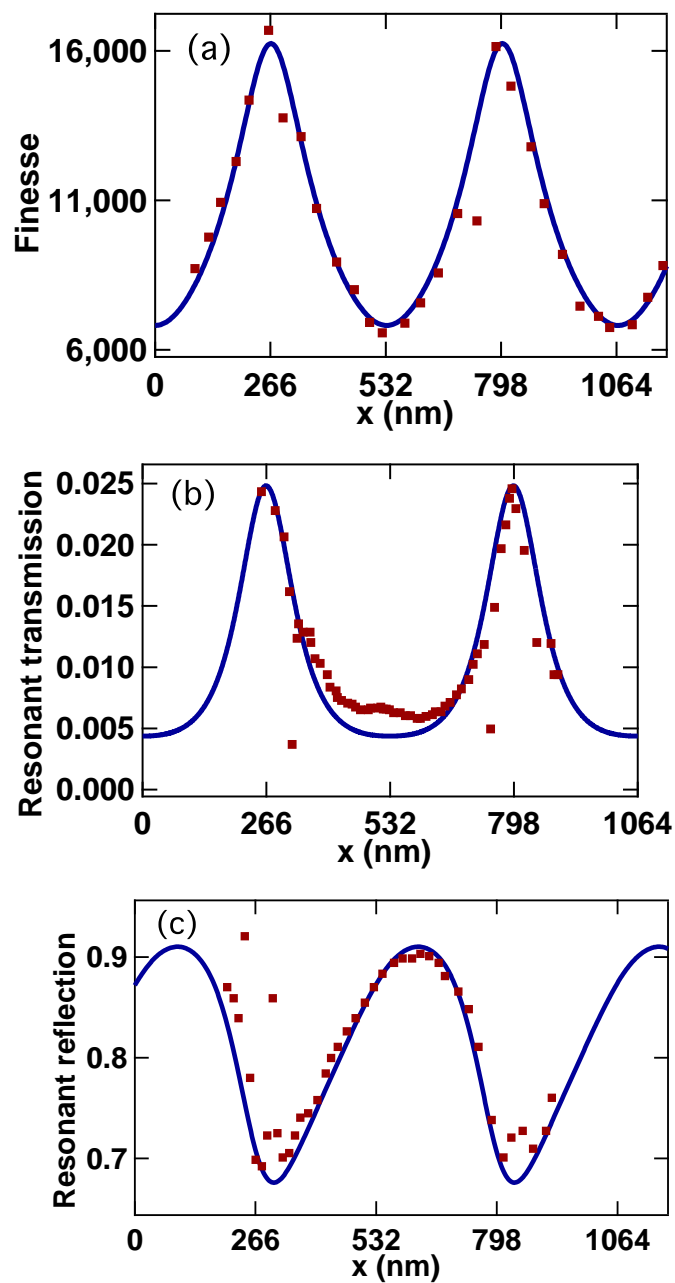 (a)
Finesse
16,000
11,000
6,000
0 266 532 798 1064
x (nm)
(b)
Resonant transmission
0.025
0.020
0.015
0.010
0.005
0.000
0 266 532 798 1064
x (nm)
(c)
Resonant reflection
0.9
0.8
0.7
0 266 532 798 1064
x (nm)